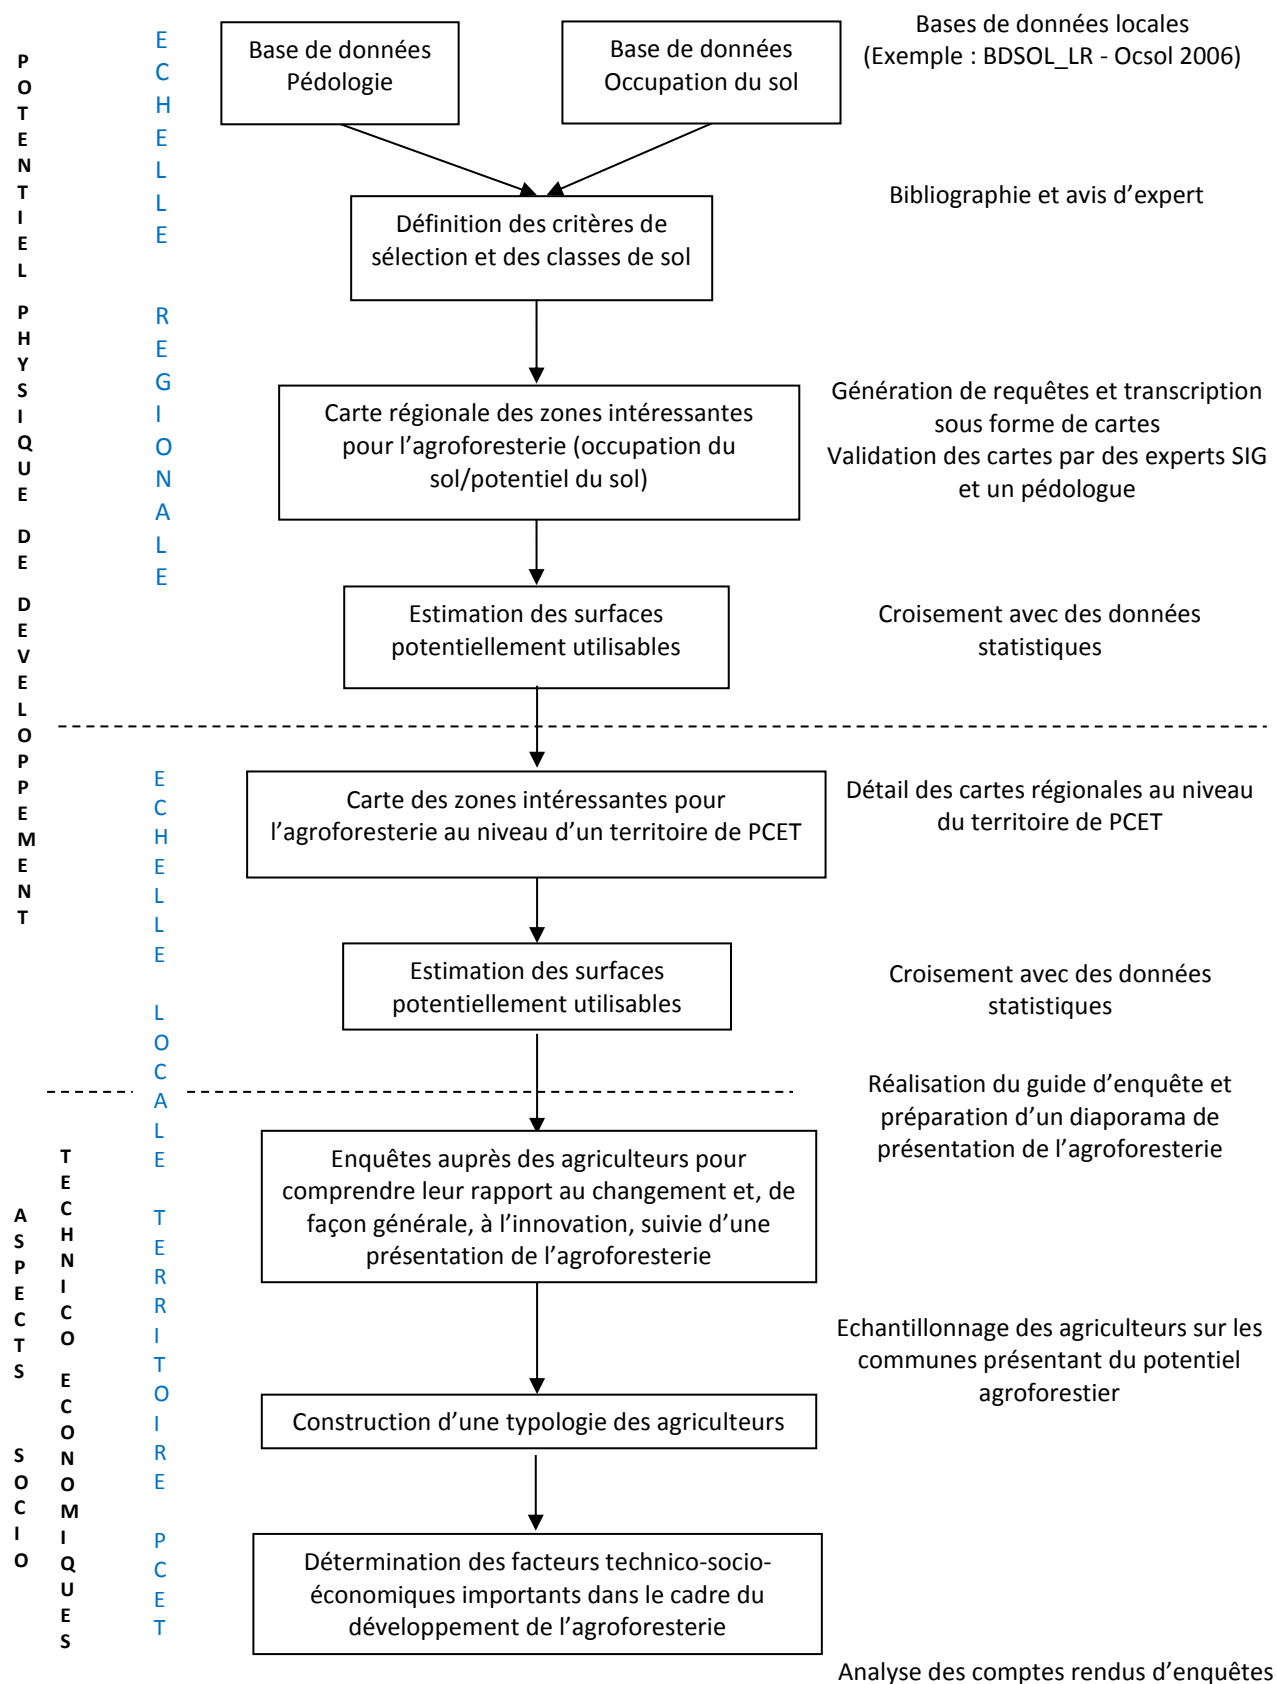 POTENTIEL PHYSIQUE DE DEVELOPPEMENT
ECHELLE REGIONALE
Base de données
Pédologie
Base de données
Occupation du sol
Bases de données locales
(Exemple : BDSOL_LR - Ocsol 2006)
Définition des critères de
sélection et des classes de sol
Bibliographie et avis d’expert
Carte régionale des zones intéressantes
pour l’agroforesterie (occupation du
sol/potentiel du sol)
Génération de requêtes et transcription
sous forme de cartes
Validation des cartes par des experts SIG
et un pédologue
Estimation des surfaces
potentiellement utilisables
Croisement avec des données
statistiques
ECHELLE LOCALE TERRITOIRE PCET
Carte des zones intéressantes pour
l’agroforesterie au niveau d’un territoire de PCET
Détail des cartes régionales au niveau
du territoire de PCET
Estimation des surfaces
potentiellement utilisables
Croisement avec des données
statistiques
ASPECTS SOCIO
TECHNICO ECONOMIQUES
Réalisation du guide d’enquête et
préparation d’un diaporama de
présentation de l’agroforesterie
Enquêtes auprès des agriculteurs pour
comprendre leur rapport au changement et, de
façon générale, à l’innovation, suivie d’une
présentation de l’agroforesterie
Echantillonnage des agriculteurs sur les
communes présentant du potentiel
agroforestier
Construction d’une typologie des agriculteurs
Détermination des facteurs technico-socio-
économiques importants dans le cadre du
développement de l’agroforesterie
Analyse des comptes rendus d’enquêtes